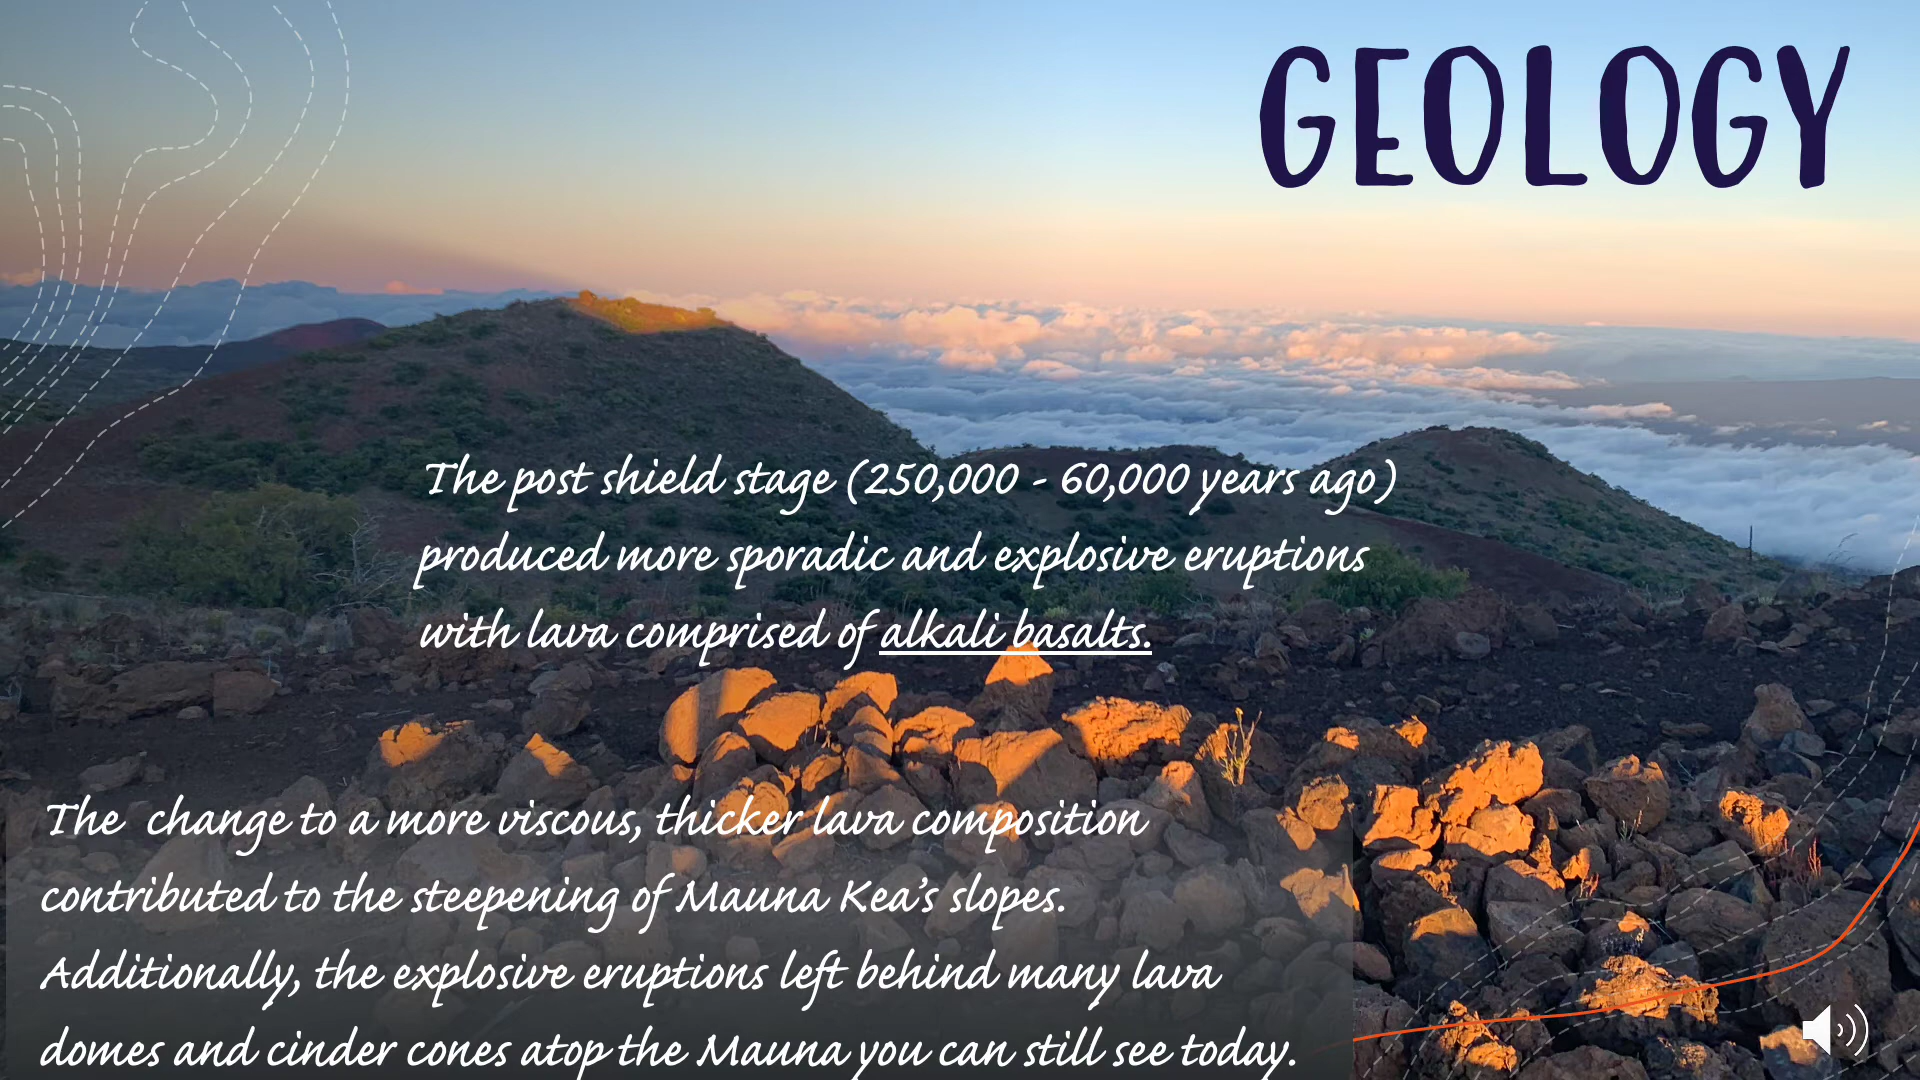 GEOLOGY
The post shield stage (250,000 - 60,000 years ago)
produced more sporadic and explosive eruptions
with lava comprised of alkali basalts.
The change to a more viscous, thicker lava composition
contributed to the steepening of Mauna Kea’s slopes.
Additionally, the explosive eruptions left behind many lava
domes and cinder cones atop the Mauna you can still see today.